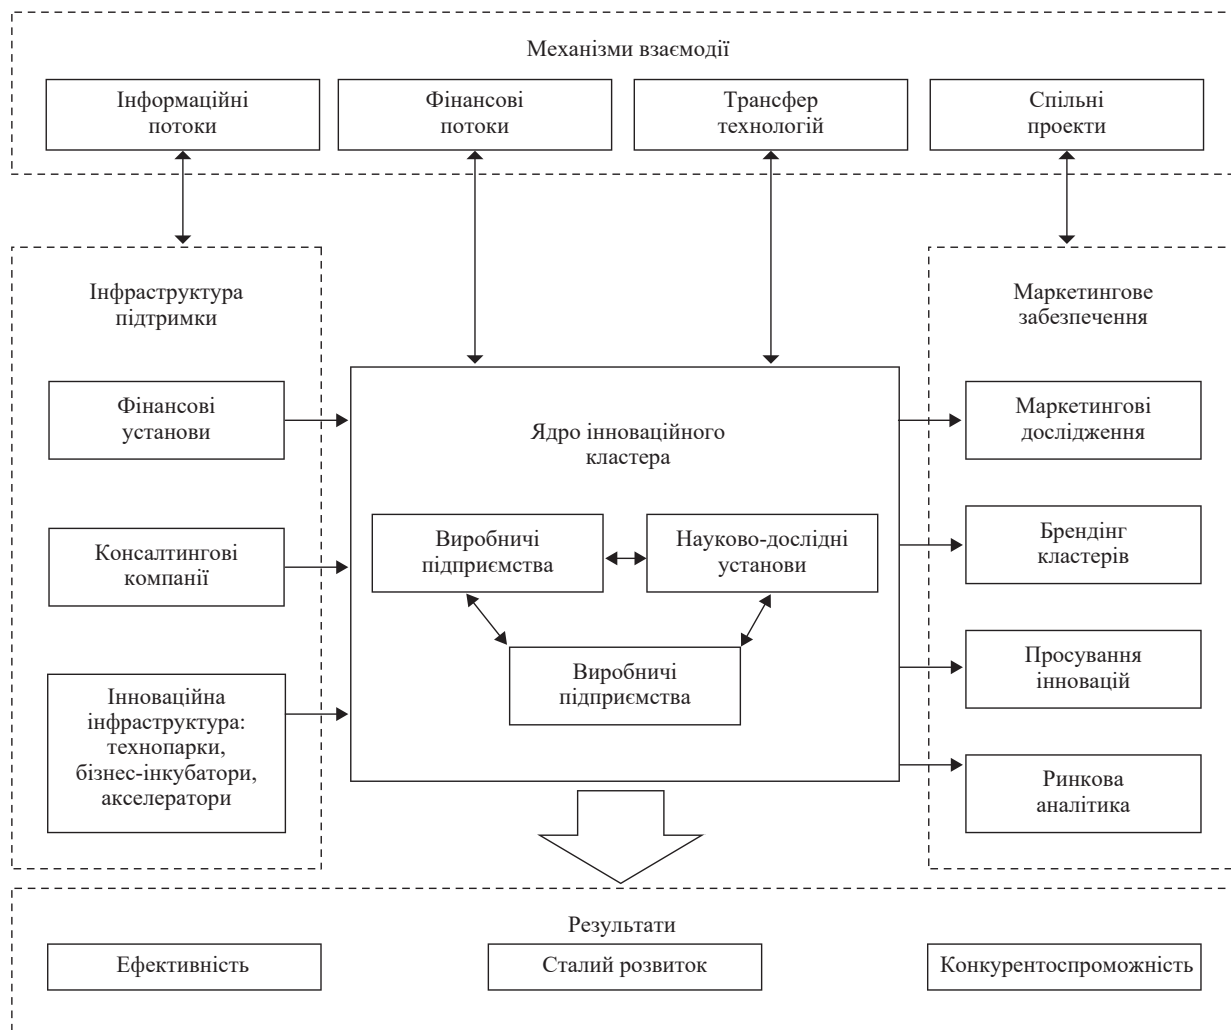 Механізми взаємодії
Інформаційні
потоки
Фінансові
потоки
Трансфер
технологій
Спільні
проекти
Інфраструктура
підтримки
Фінансові
установи
Консалтингові
компанії
Інноваційна
інфраструктура:
технопарки,
бізнес-інкубатори,
акселератори
Ядро інноваційного
кластера
Виробничі
підприємства
Науково-дослідні
установи
Виробничі
підприємства
Маркетингове
забезпечення
Маркетингові
дослідження
Брендінг
кластерів
Просування
інновацій
Ринкова
аналітика
Результати
Ефективність
Сталий розвиток
Конкурентоспроможність